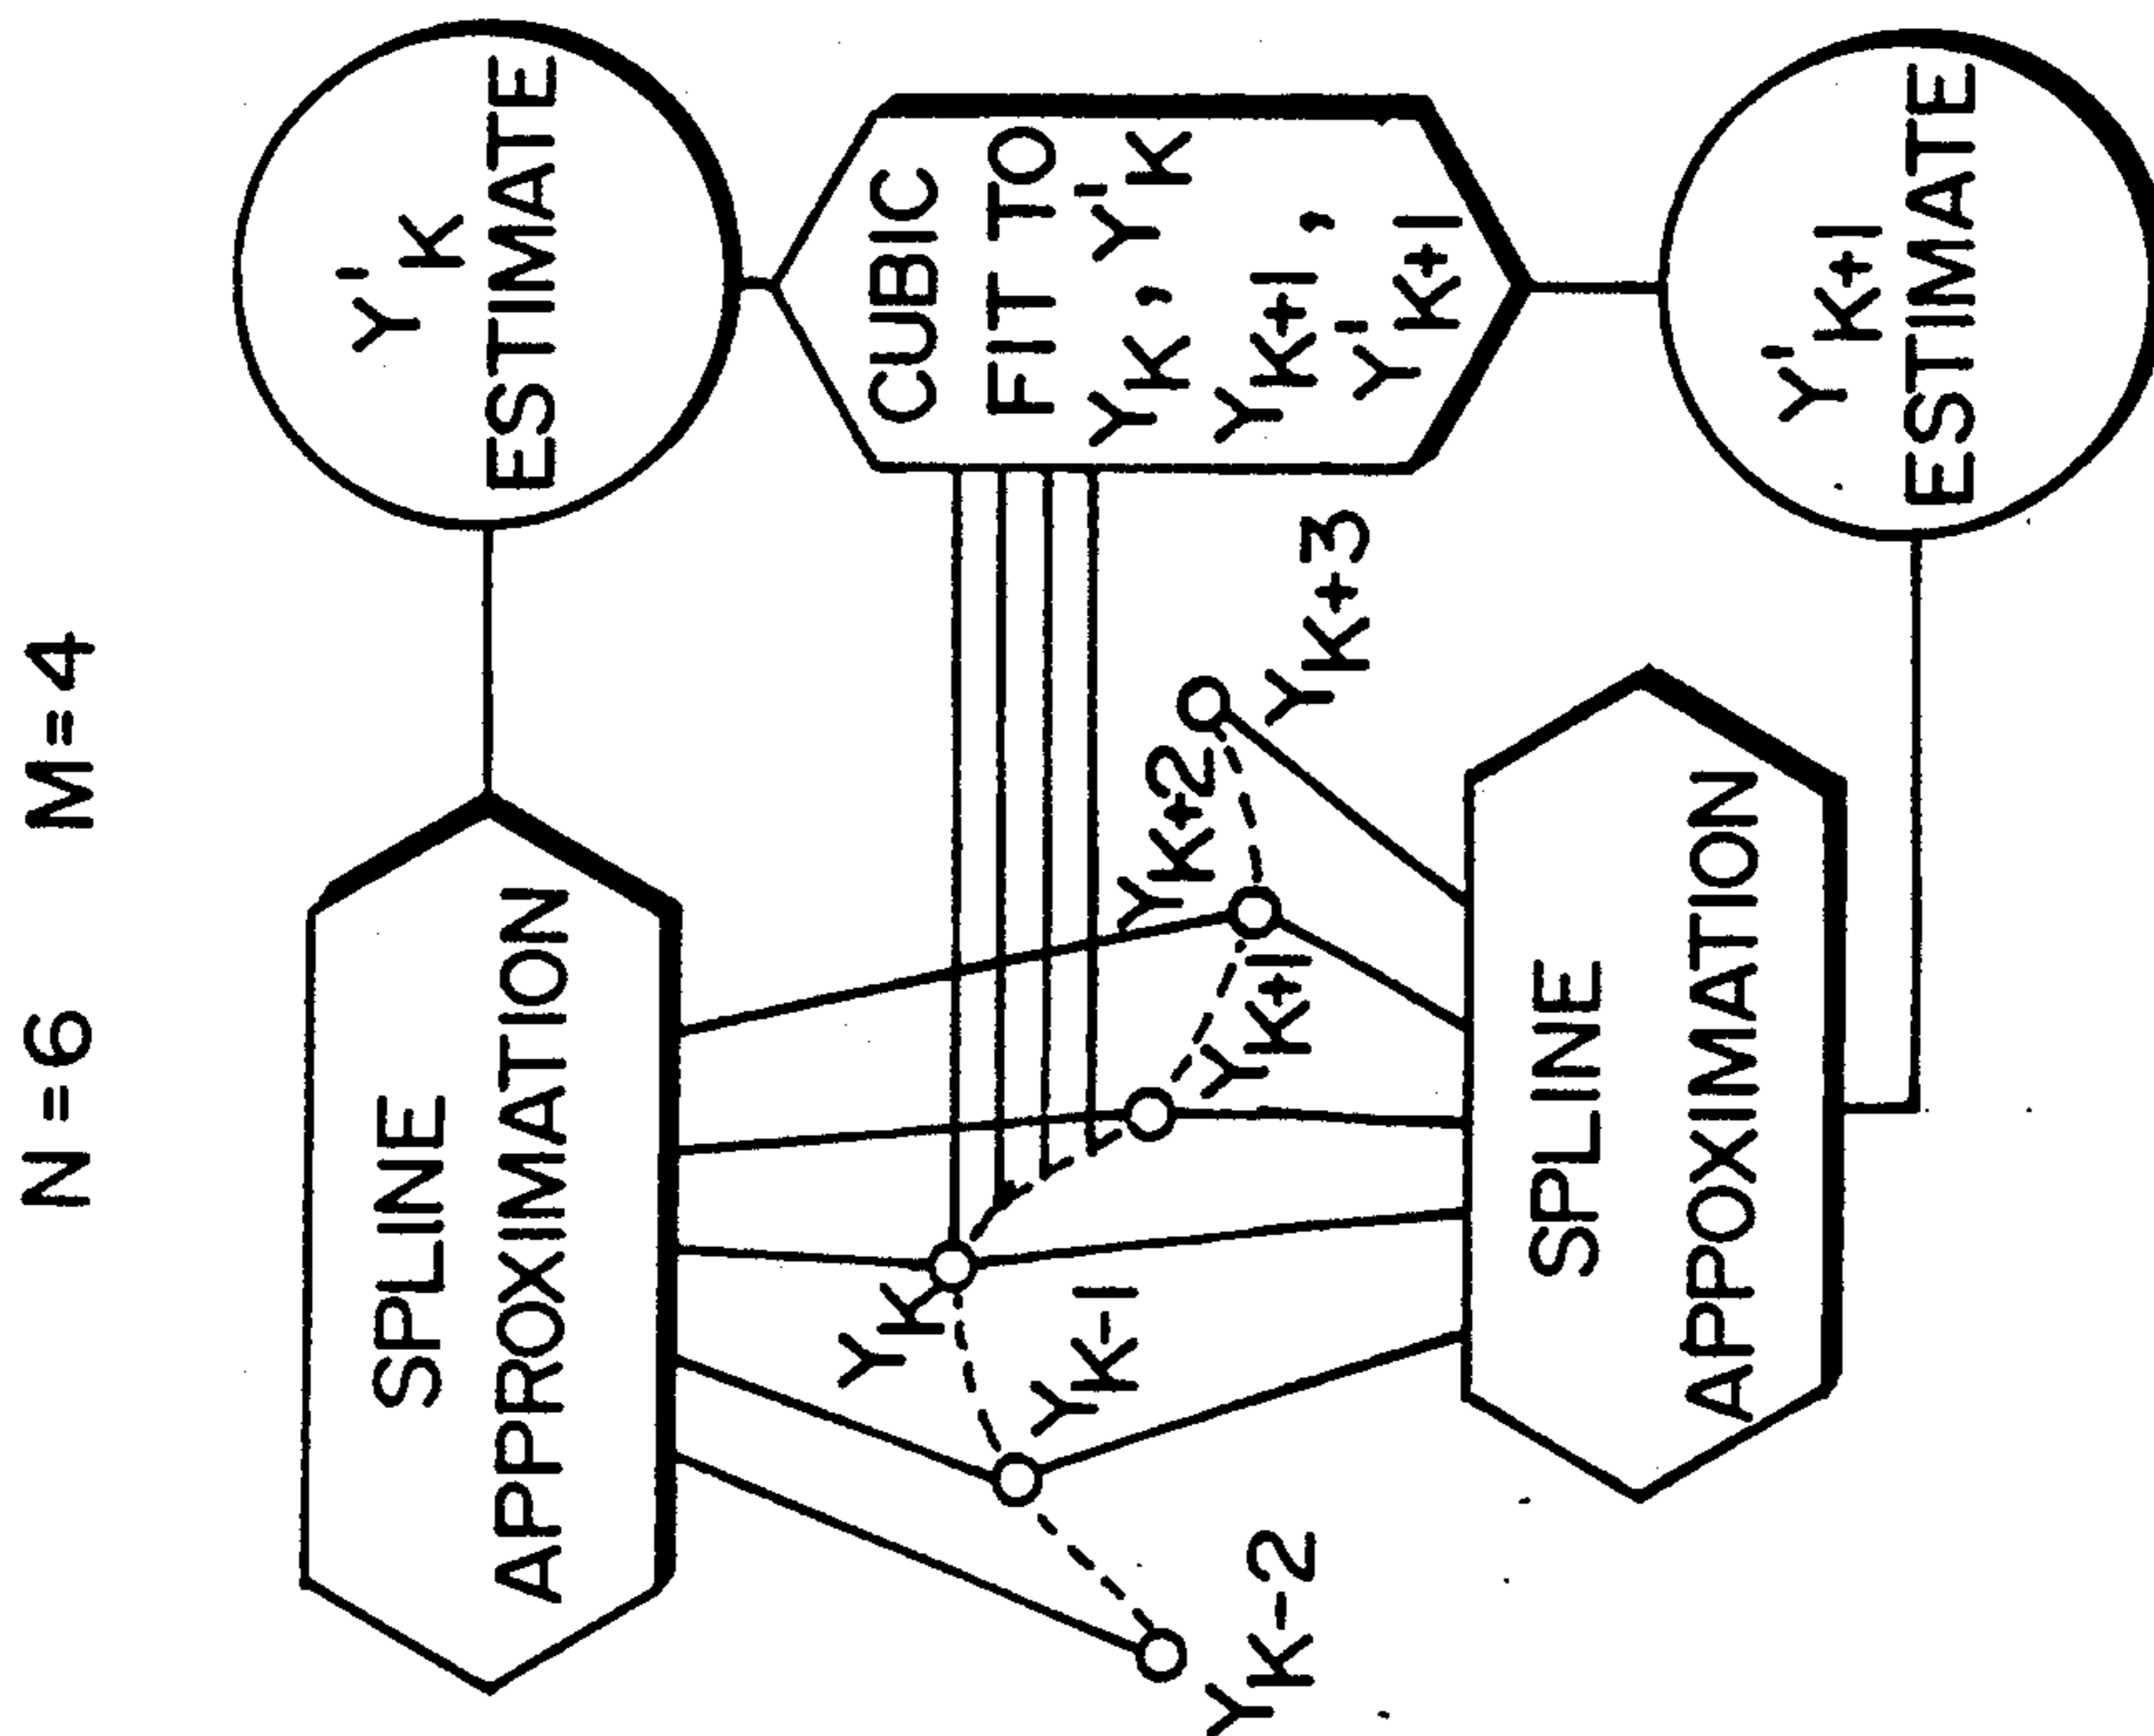 N=6 M=4
SPLINE
APPROXIMATION
Y'K
ESTIMATE
YK
YK-1
YK-2
YK+2
YK+1
YK+3
CUBIC
FIT TO
YK, Y'K
YK+1,
Y'K+1
SPLINE
APPOXIMATION
Y'K+1
ESTIMATE